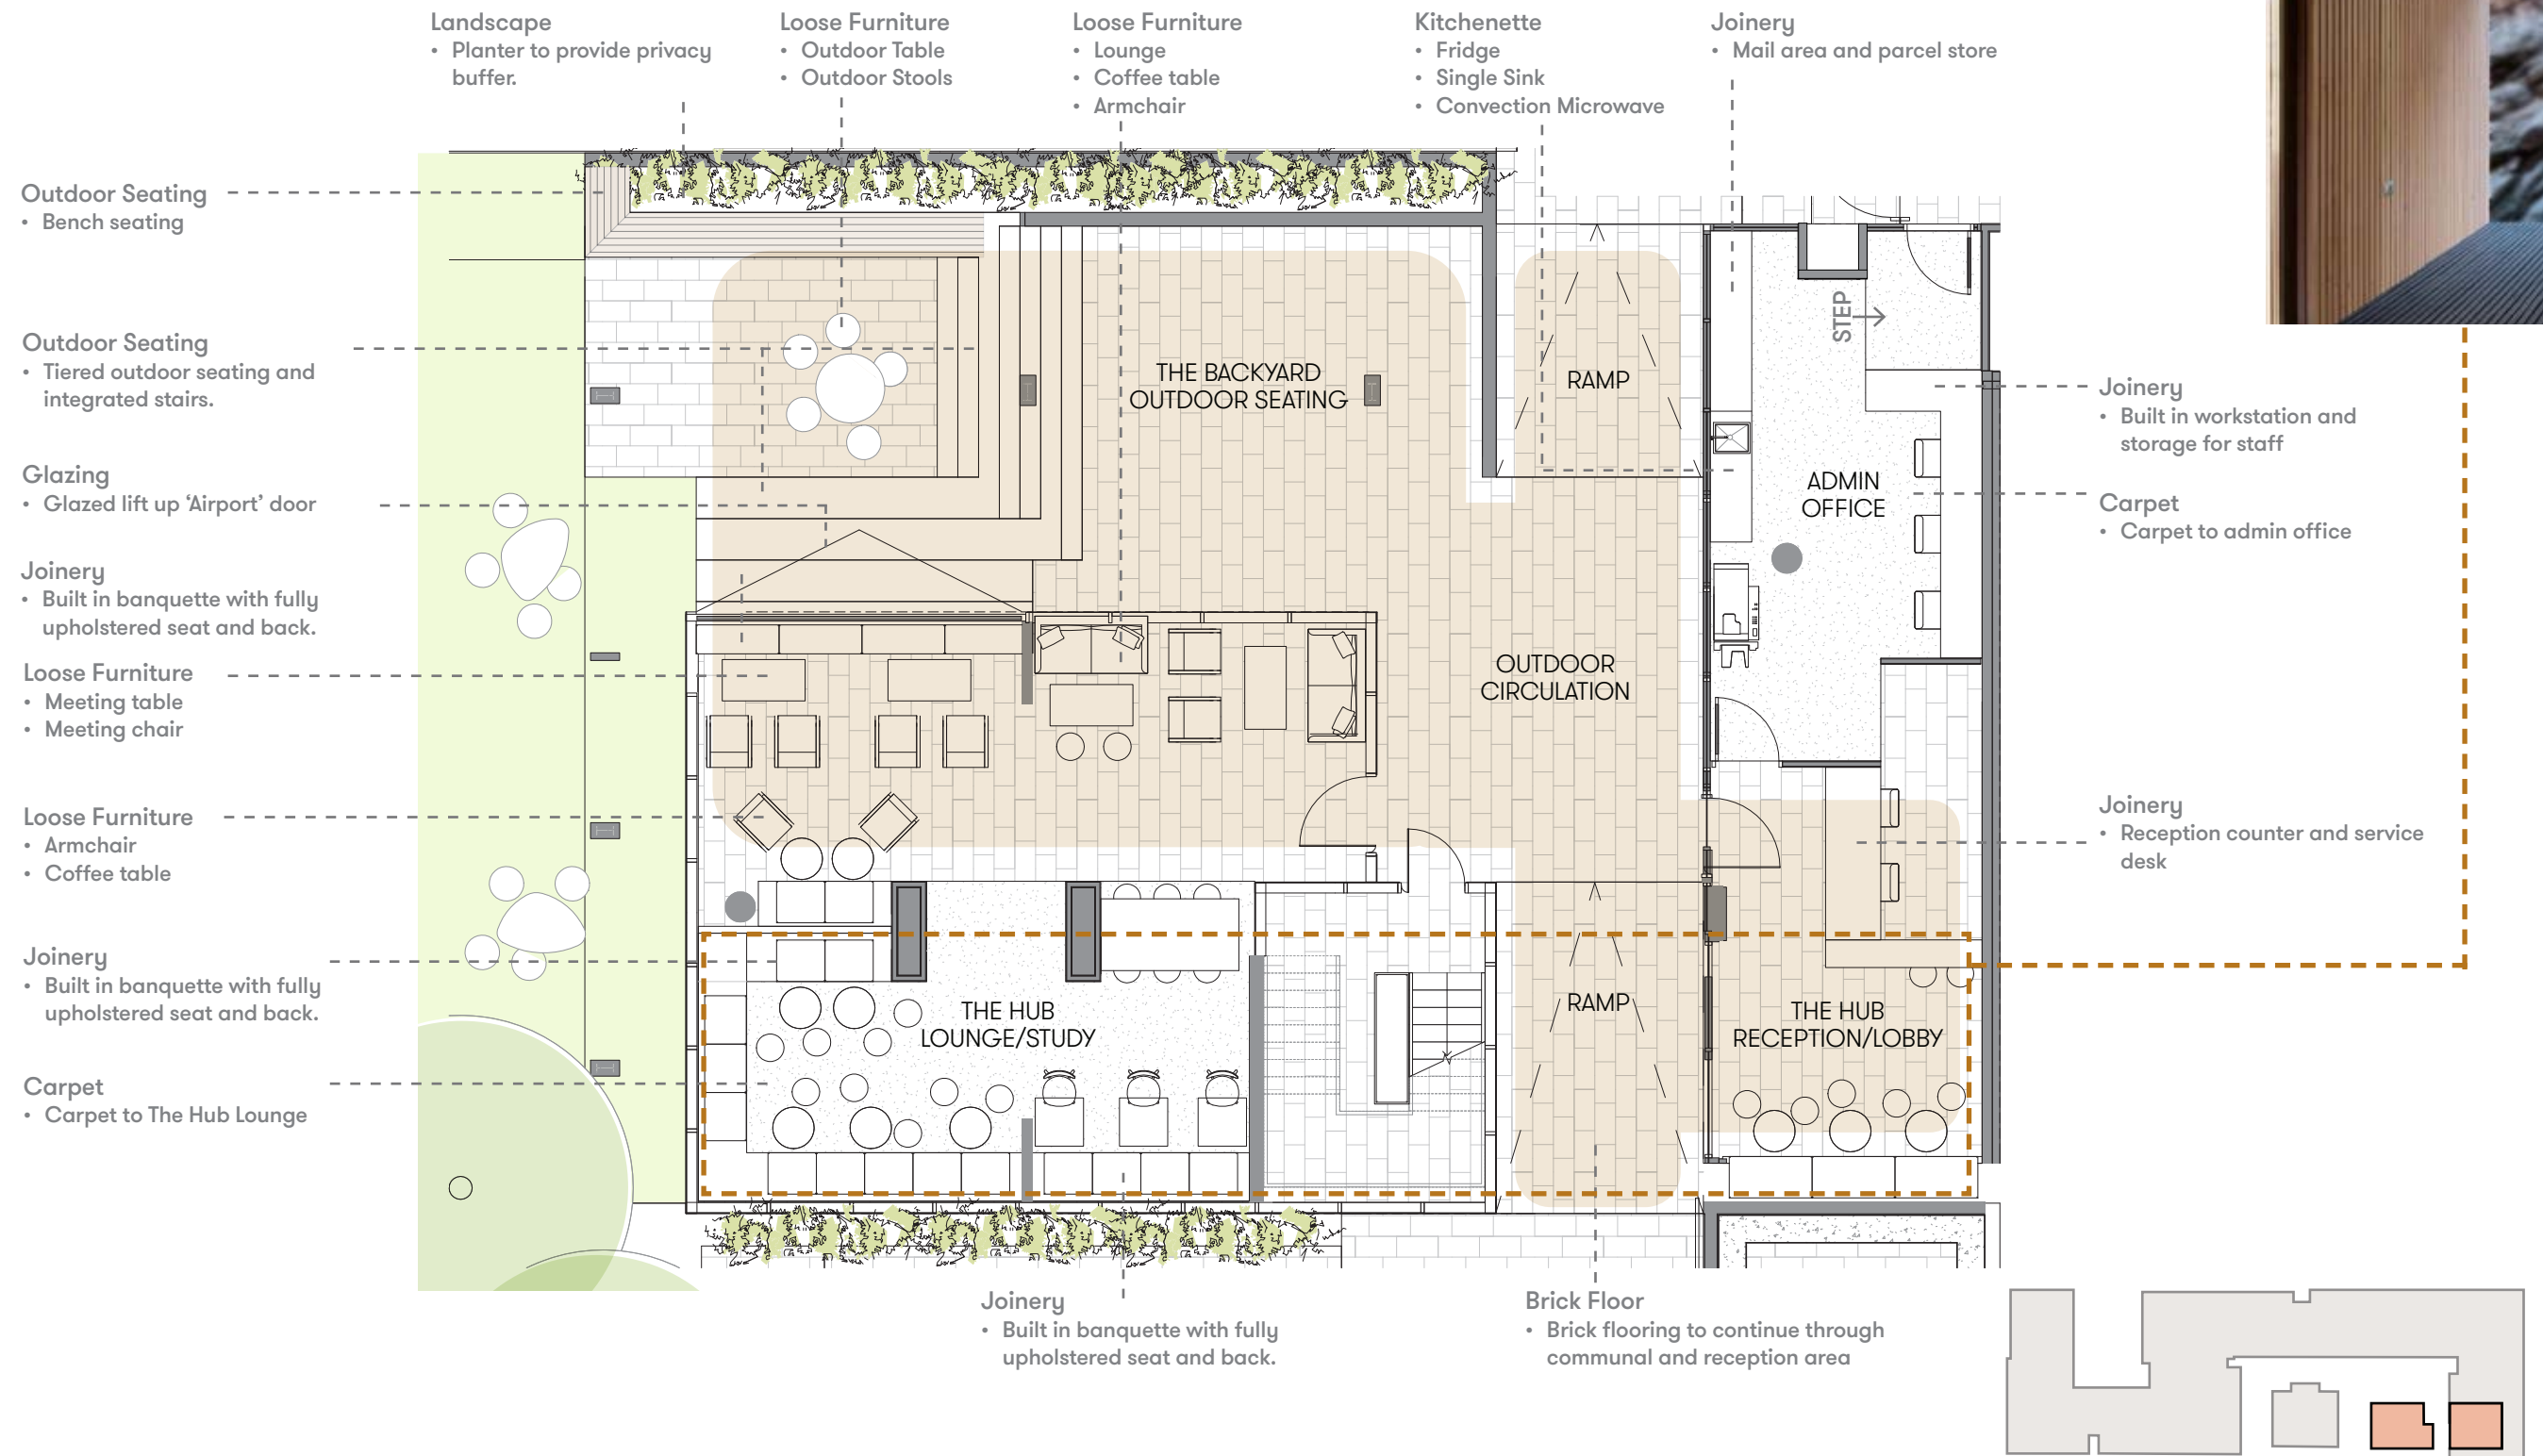 Landscape
• Planter to provide privacy
buffer.
Loose Furniture
• Outdoor Table
• Outdoor Stools
Loose Furniture
• Lounge
• Coffee table
• Armchair
Kitchenette
• Fridge
• Single Sink
• Convection Microwave
Joinery
• Mail area and parcel store
Outdoor Seating
• Bench seating
Outdoor Seating
• Tiered outdoor seating and
integrated stairs.
Glazing
• Glazed lift up ‘Airport’ door
Joinery
• Built in banquette with fully
upholstered seat and back.
Loose Furniture
• Meeting table
• Meeting chair
Loose Furniture
• Armchair
• Coffee table
Joinery
• Built in banquette with fully
upholstered seat and back.
Carpet
• Carpet to The Hub Lounge
THE BACKYARD
OUTDOOR SEATING
RAMP
STEP
ADMIN
OFFICE
OUTDOOR
CIRCULATION
THE HUB
LOUNGE/STUDY
RAMP
THE HUB
RECEPTION/LOBBY
Joinery
• Built in workstation and
storage for staff
Carpet
• Carpet to admin office
Joinery
• Reception counter and service
desk
Joinery
• Built in banquette with fully
upholstered seat and back.
Brick Floor
• Brick flooring to continue through
communal and reception area